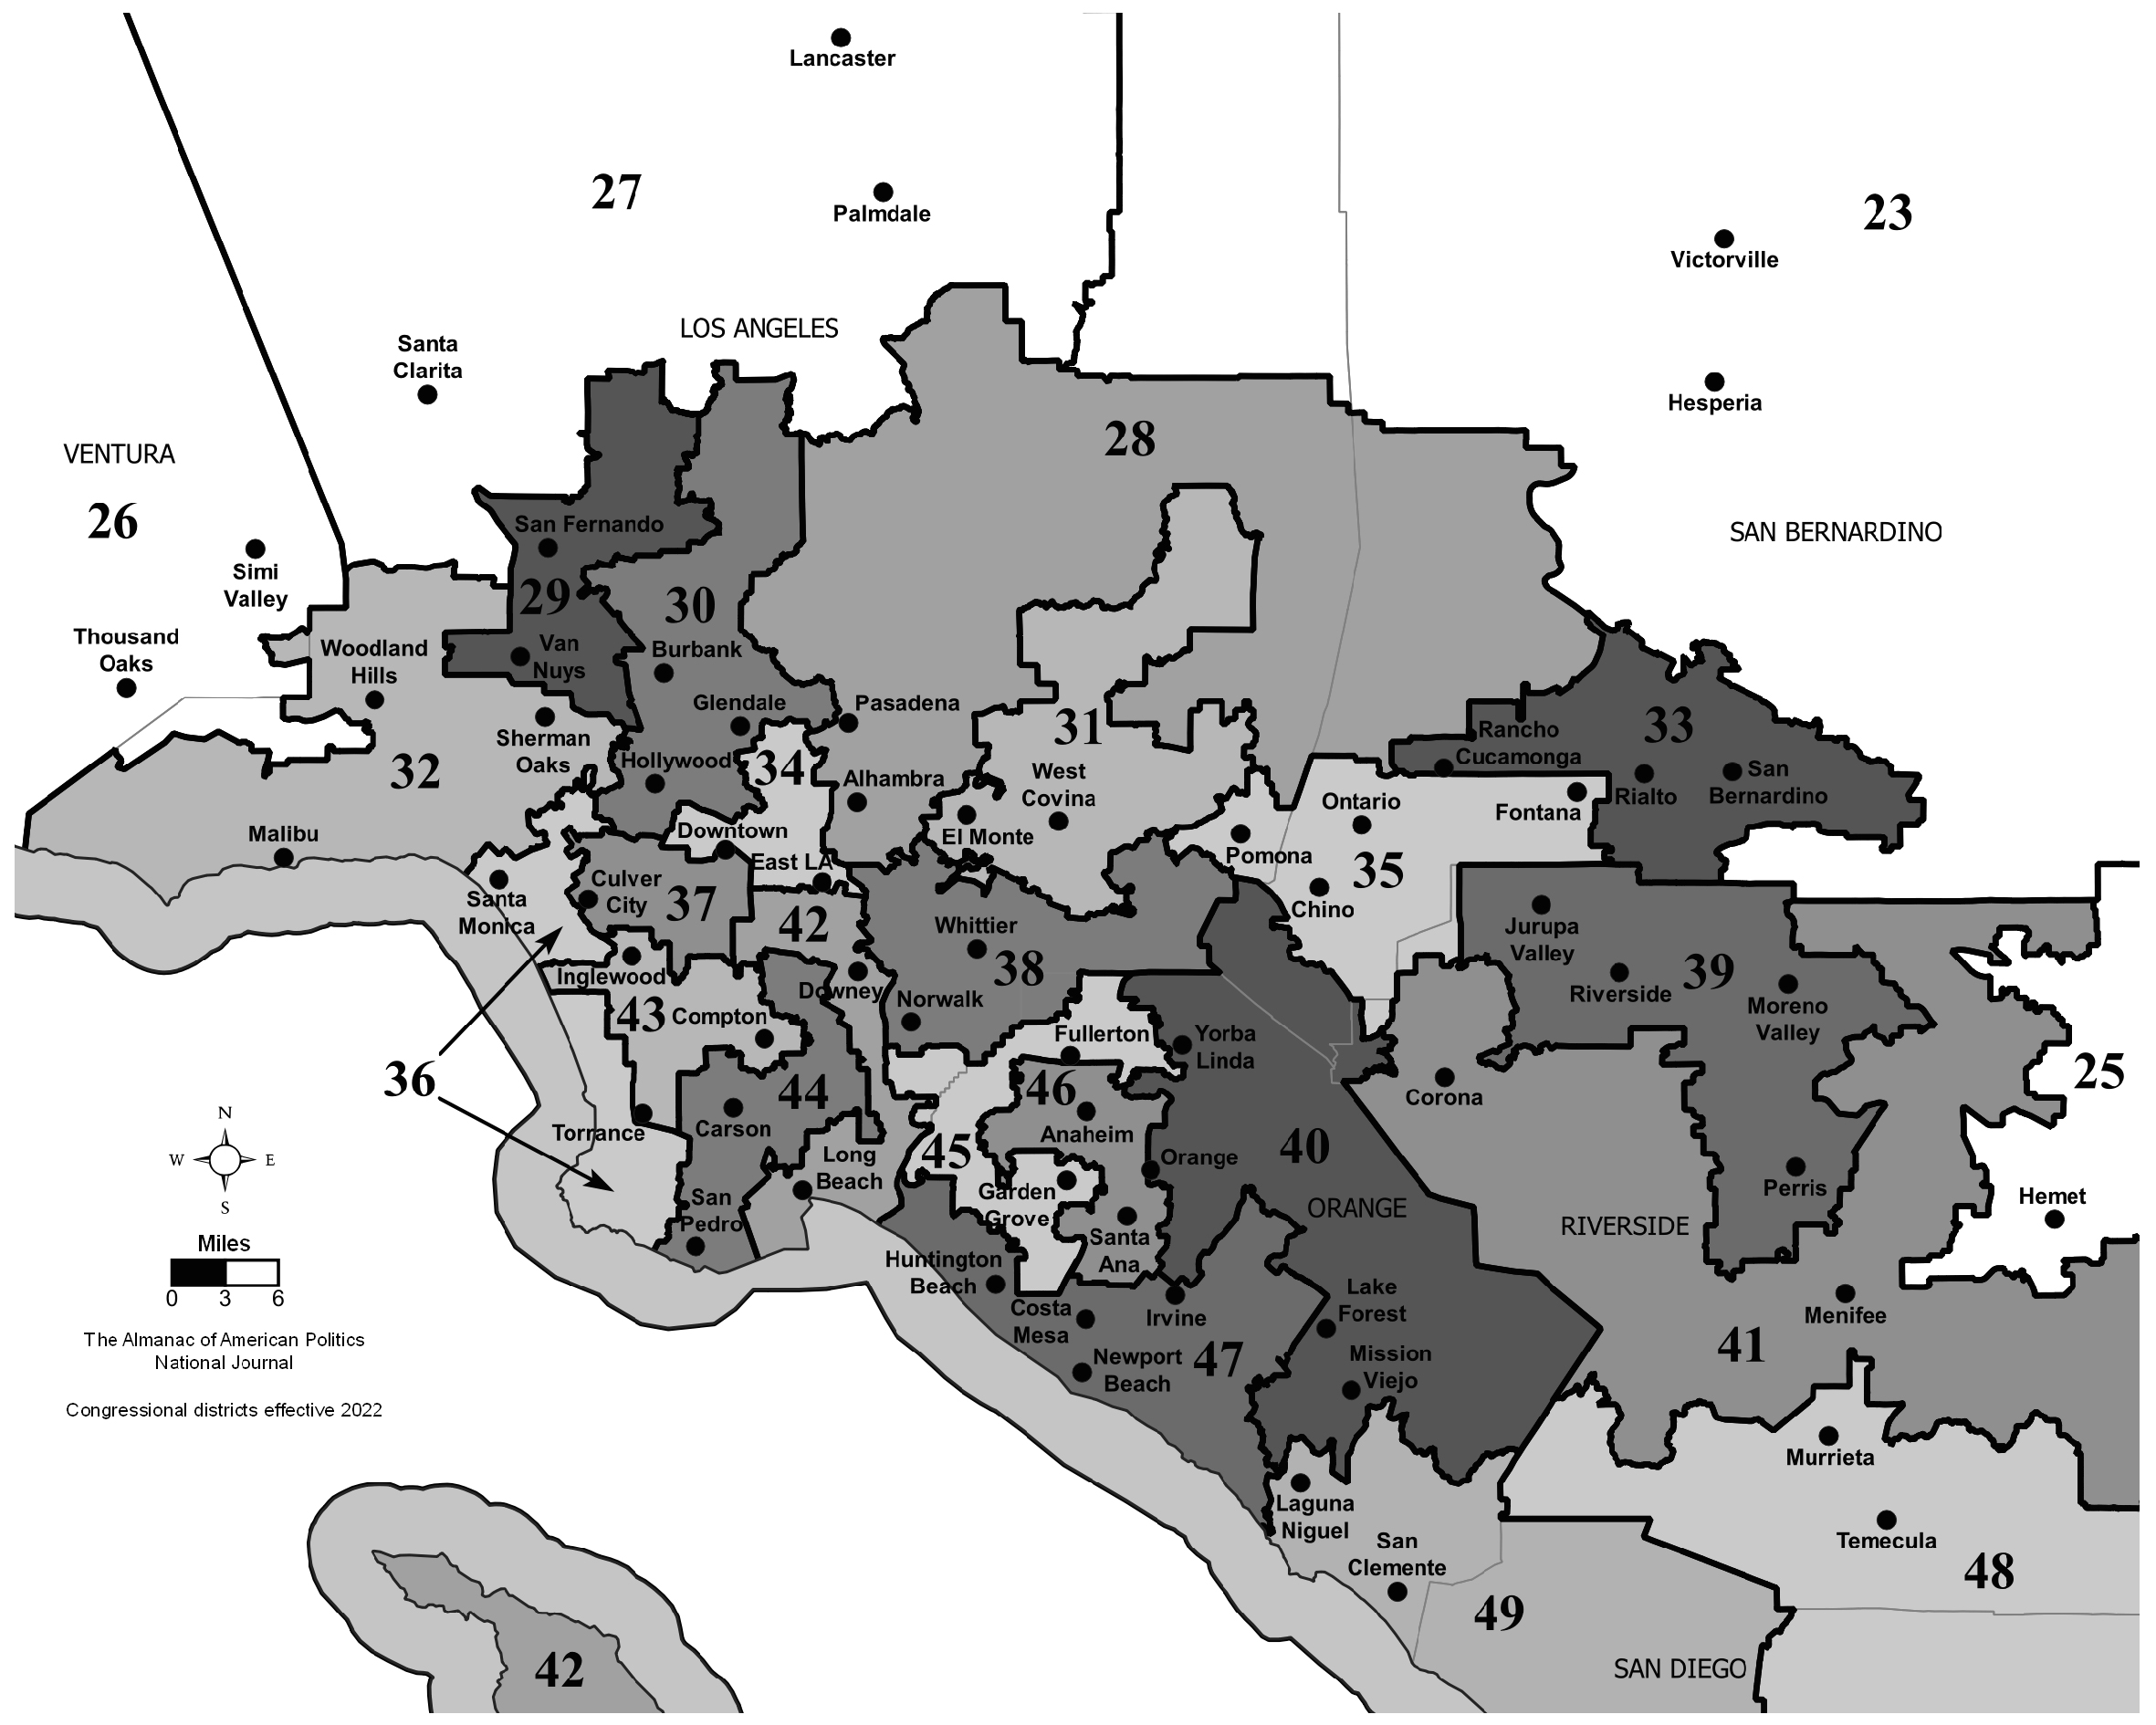 Lancaster
27
Palmdale
23
Victorville
LOS ANGELES
Santa
Clarita
Hesperia
28
VENTURA
26
San Fernando
SAN BERNARDINO
Simi
Valley
29
30
Thousand
Oaks
Woodland
Hills
Van
Nuys
Burbank
Glendale
Pasadena
31
Rancho
Cucamonga
33
Sherman
Oaks
32
Hollywood
34
Alhambra
West
Covina
Ontario
Fontana
Rialto
San
Bernardino
Malibu
Downtown
El Monte
Pomona
East LA
35
Santa
Monica
Culver
City
37
42
Whittier
38
Chino
Jurupa
Valley
Inglewood
Downey
Norwalk
Riverside
39
Moreno
Valley
43
Compton
Fullerton
Yorba
Linda
36
44
46
Corona
25
Torrance
Carson
Anaheim
45
Orange
40
Long
Beach
Garden
Grove
Perris
San
Pedro
ORANGE
RIVERSIDE
Hemet
Santa
Ana
Huntington
Beach
Costa
Mesa
Irvine
Lake
Forest
Menifee
41
Newport
Beach
47
Mission
Viejo
Murrieta
Laguna
Niguel
Temecula
San
Clemente
48
49
SAN DIEGO
42
N
W
E
S
Miles
0 3 6
The Almanac of American Politics
National Journal
Congressional districts effective 2022